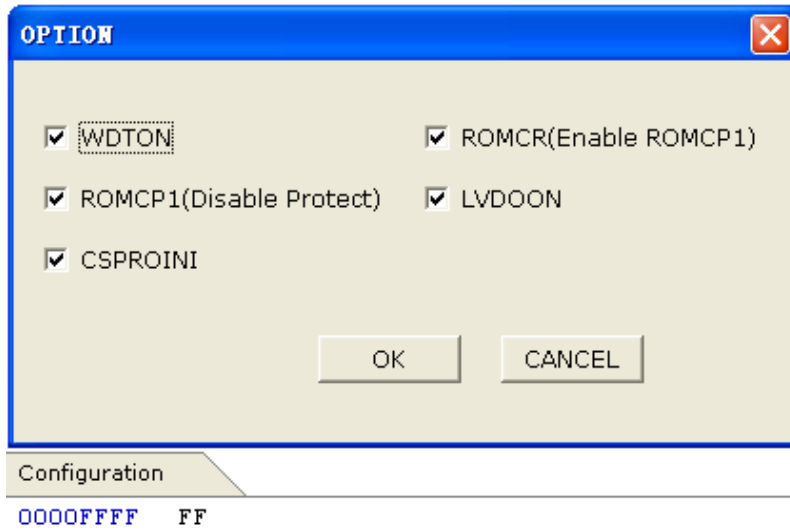 OPTION
WDTON
ROMCR(Enable ROMCP1)
ROMCP1(Disable Protect)
LVDOON
CSPROINI
OK
CANCEL
Configuration
0000FFFF FF